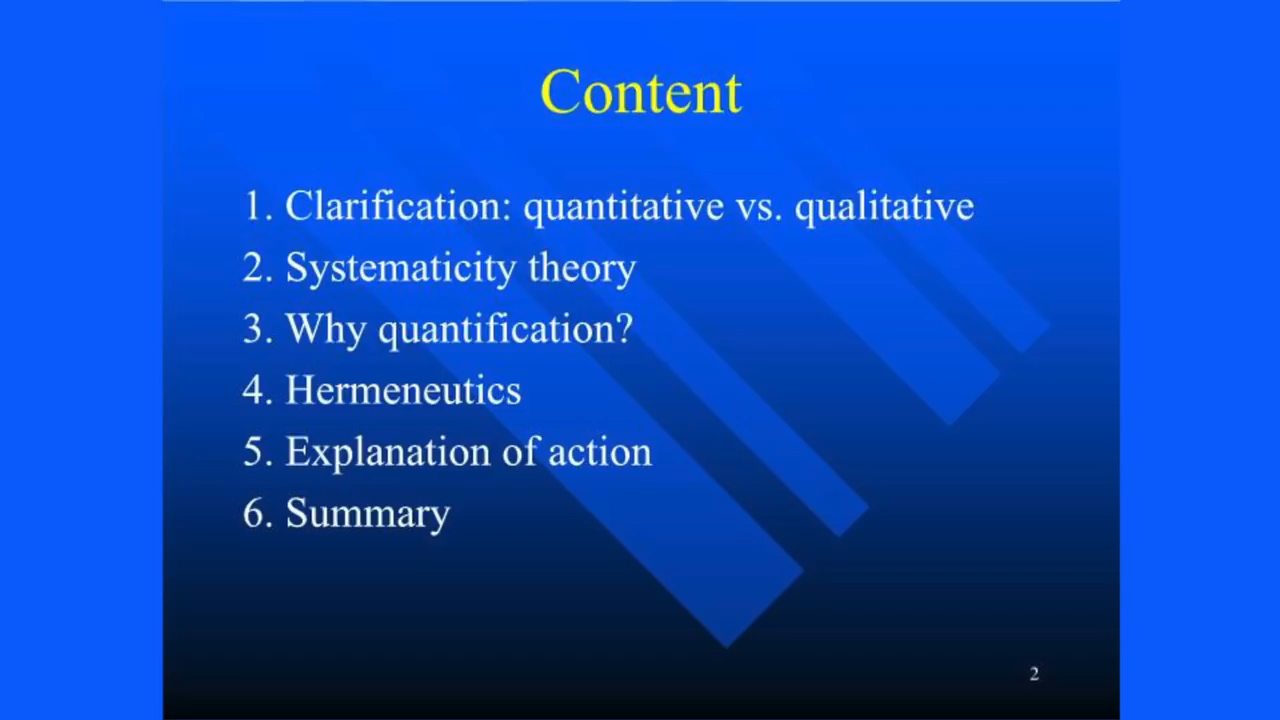 Content
1. Clarification: quantitative vs. qualitative
2. Systematicity theory
3. Why quantification?
4. Hermeneutics
5. Explanation of action
6. Summary
2